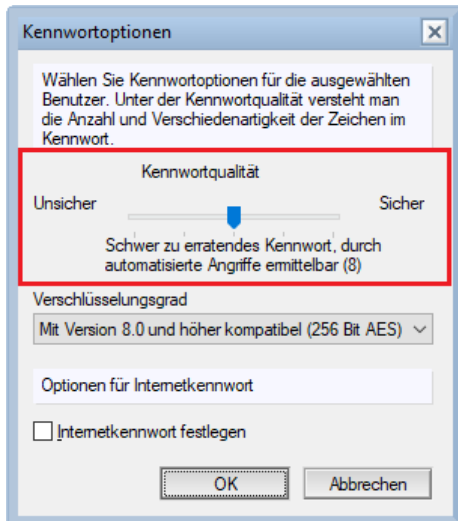 Kennwortoptionen
Wählen Sie Kennwortoptionen für die ausgewählten
Benutzer. Unter der Kennwortqualität versteht man
die Anzahl und Verschiedenartigkeit der Zeichen im
Kennwort.
Kennwortqualität
Unsicher Sicher
Schwer zu erratendes Kennwort, durch
automatisierte Angriffe ermittelbar (8)
Verschlüsselungsgrad
Mit Version 8.0 und höher kompatibel (256 Bit AES)
Optionen für Internetkennwort
Internetkennwort festlegen
OK Abbrechen